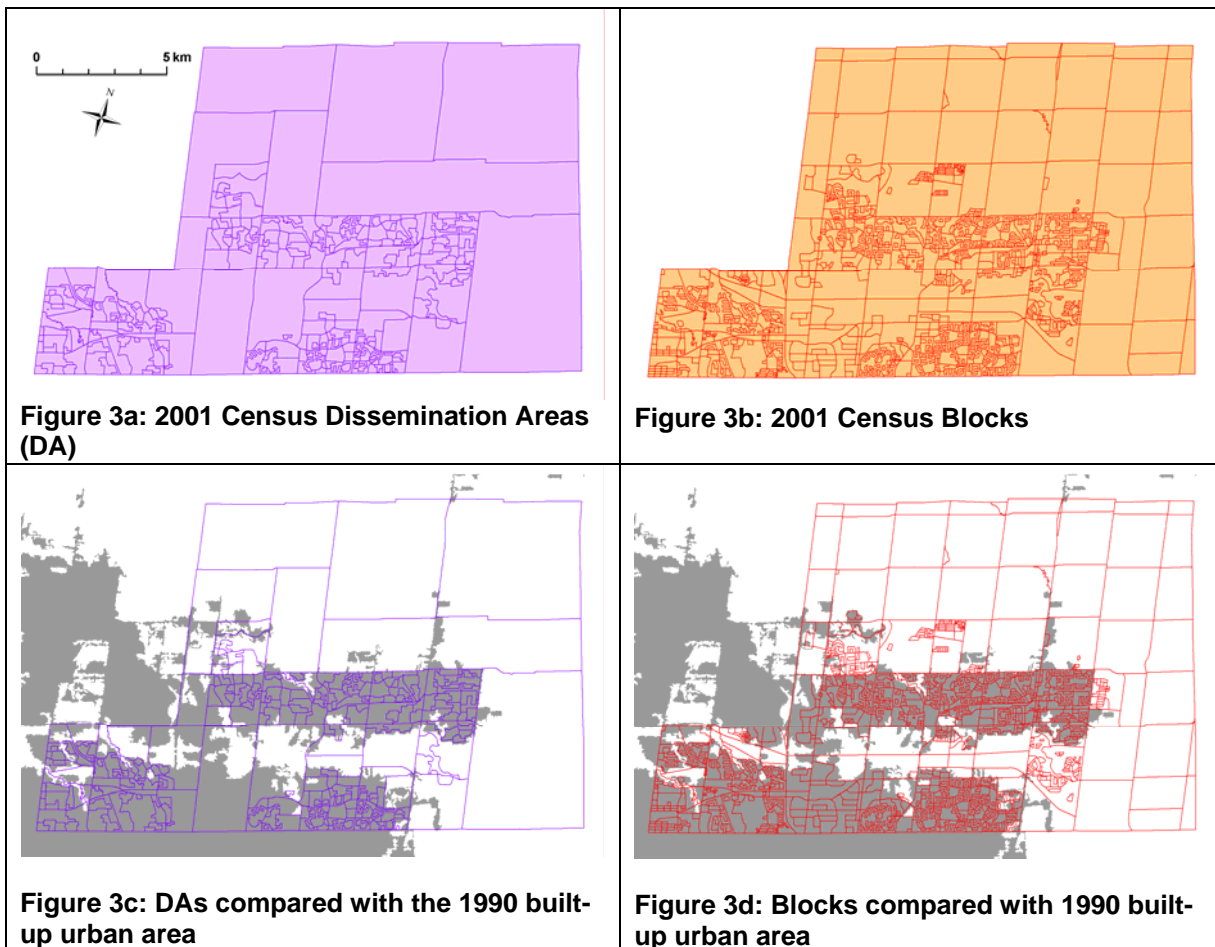 0 5 km
N
Figure 3a: 2001 Census Dissemination Areas
(DA)
Figure 3b: 2001 Census Blocks
Figure 3c: DAs compared with the 1990 built-
up urban area
Figure 3d: Blocks compared with 1990 built-
up urban area